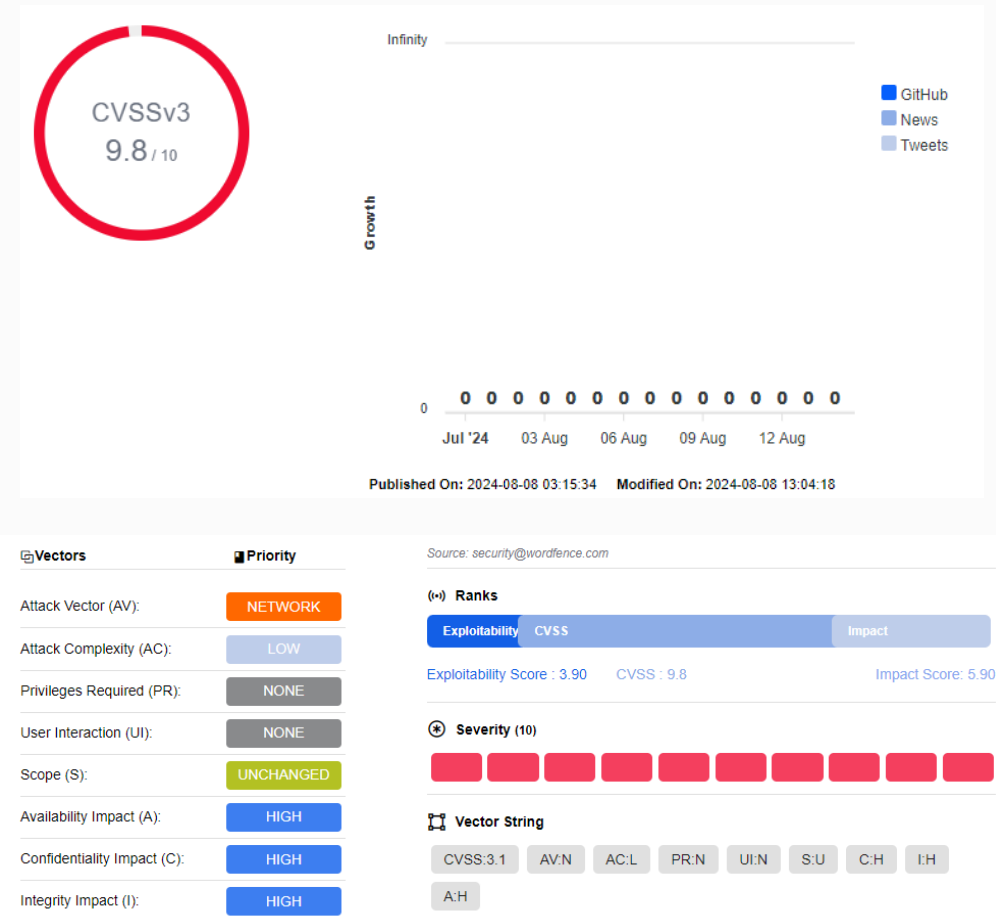 CVSSv3
9.8 / 10
Infinity
Growth
0
0 0 0 0 0 0 0 0 0 0 0 0 0 0 0
Jul '24 03 Aug 06 Aug 09 Aug 12 Aug
GitHub
News
Tweets
Published On: 2024-08-08 03:15:34 Modified On: 2024-08-08 13:04:18
Vectors Priority
Attack Vector (AV): NETWORK
Attack Complexity (AC): LOW
Privileges Required (PR): NONE
User Interaction (UI): NONE
Scope (S): UNCHANGED
Availability Impact (A): HIGH
Confidentiality Impact (C): HIGH
Integrity Impact (I): HIGH
Source: security@wordfence.com
Ranks
Exploitability CVSS Impact
Exploitability Score : 3.90 CVSS : 9.8 Impact Score: 5.90
Severity (10)
Vector String
CVSS:3.1 AV:N AC:L PR:N UI:N S:U C:H I:H
A:H